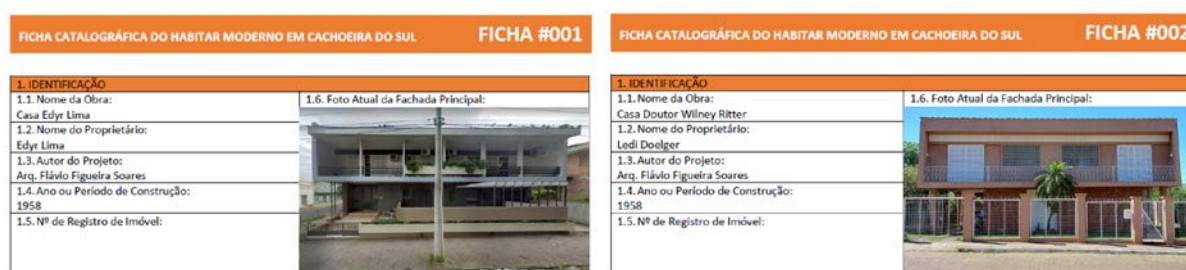 FICHA CATALOGRÁFICA DO HABITAR MODERNO EM CACHOEIRA DO SUL FICHA #001
1. IDENTIFICAÇÃO
1.1. Nome da Obra:
Casa Edyr Lima
1.2. Nome do Proprietário:
Edyr Lima
1.3. Autor do Projeto:
Arq. Flávio Figueira Soares
1.4. Ano ou Período de Construção:
1958
1.5. Nº de Registro de Imóvel:
1.6. Foto Atual da Fachada Principal:
FICHA CATALOGRÁFICA DO HABITAR MODERNO EM CACHOEIRA DO SUL FICHA #002
1. IDENTIFICAÇÃO
1.1. Nome da Obra:
Casa Doutor Wilney Ritter
1.2. Nome do Proprietário:
Ledi Doelger
1.3. Autor do Projeto:
Arq. Flávio Figueira Soares
1.4. Ano ou Período de Construção:
1958
1.5. Nº de Registro de Imóvel:
1.6. Foto Atual da Fachada Principal: